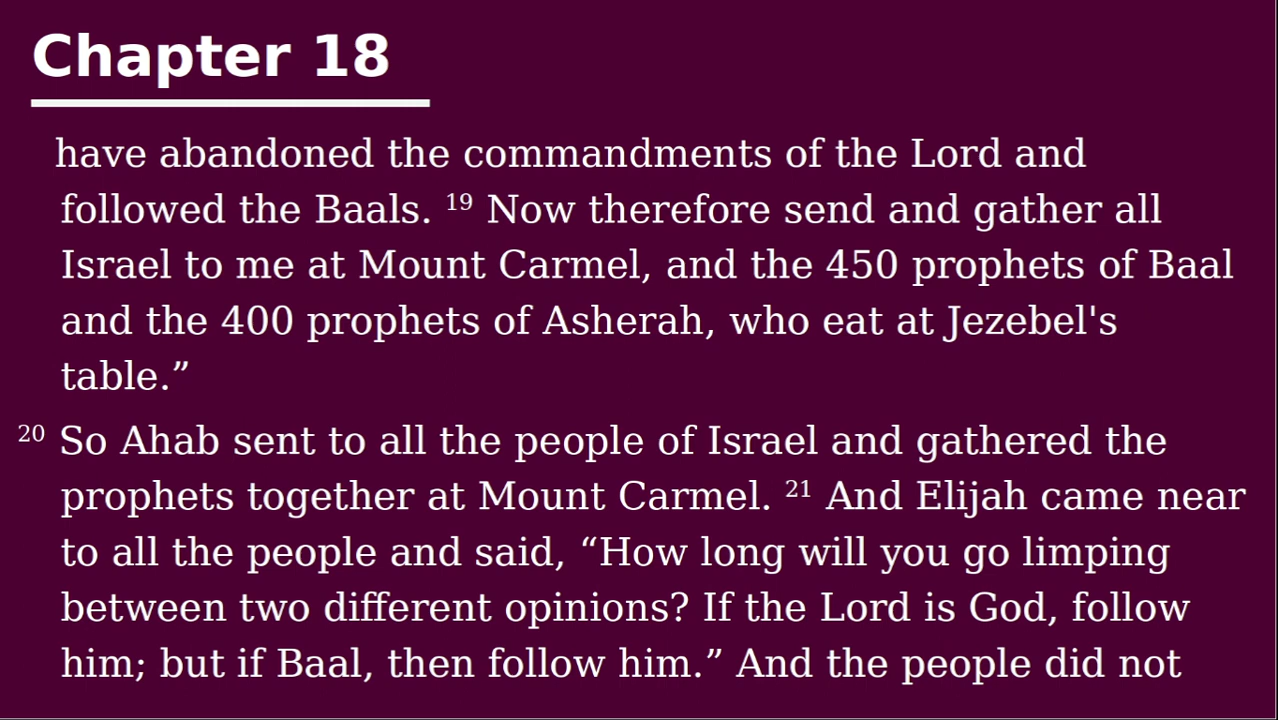 Chapter 18
have abandoned the commandments of the Lord and
followed the Baals. 19 Now therefore send and gather all
Israel to me at Mount Carmel, and the 450 prophets of Baal
and the 400 prophets of Asherah, who eat at Jezebel's
table.”
20 So Ahab sent to all the people of Israel and gathered the
prophets together at Mount Carmel. 21 And Elijah came near
to all the people and said, “How long will you go limping
between two different opinions? If the Lord is God, follow
him; but if Baal, then follow him.” And the people did not